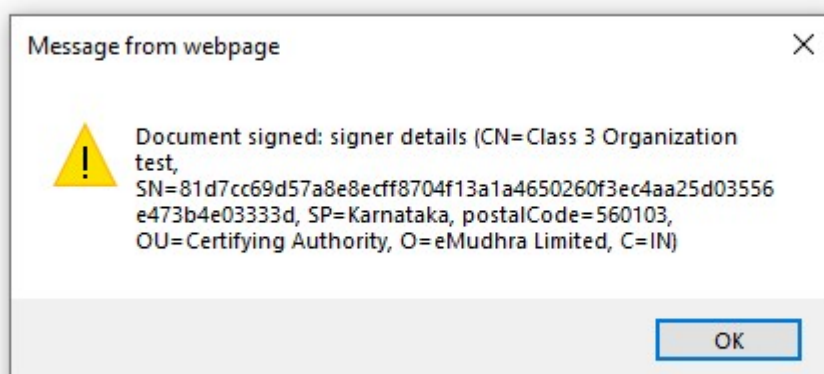 Message from webpage
Document signed: signer details (CN=Class 3 Organization
test,
SN=81d7cc69d57a8e8ecff8704f13a1a4650260f3ec4aa25d03556
e473b4e03333d, SP=Karnataka, postalCode=560103,
OU=Certifying Authority, O=eMudhra Limited, C=IN)
OK